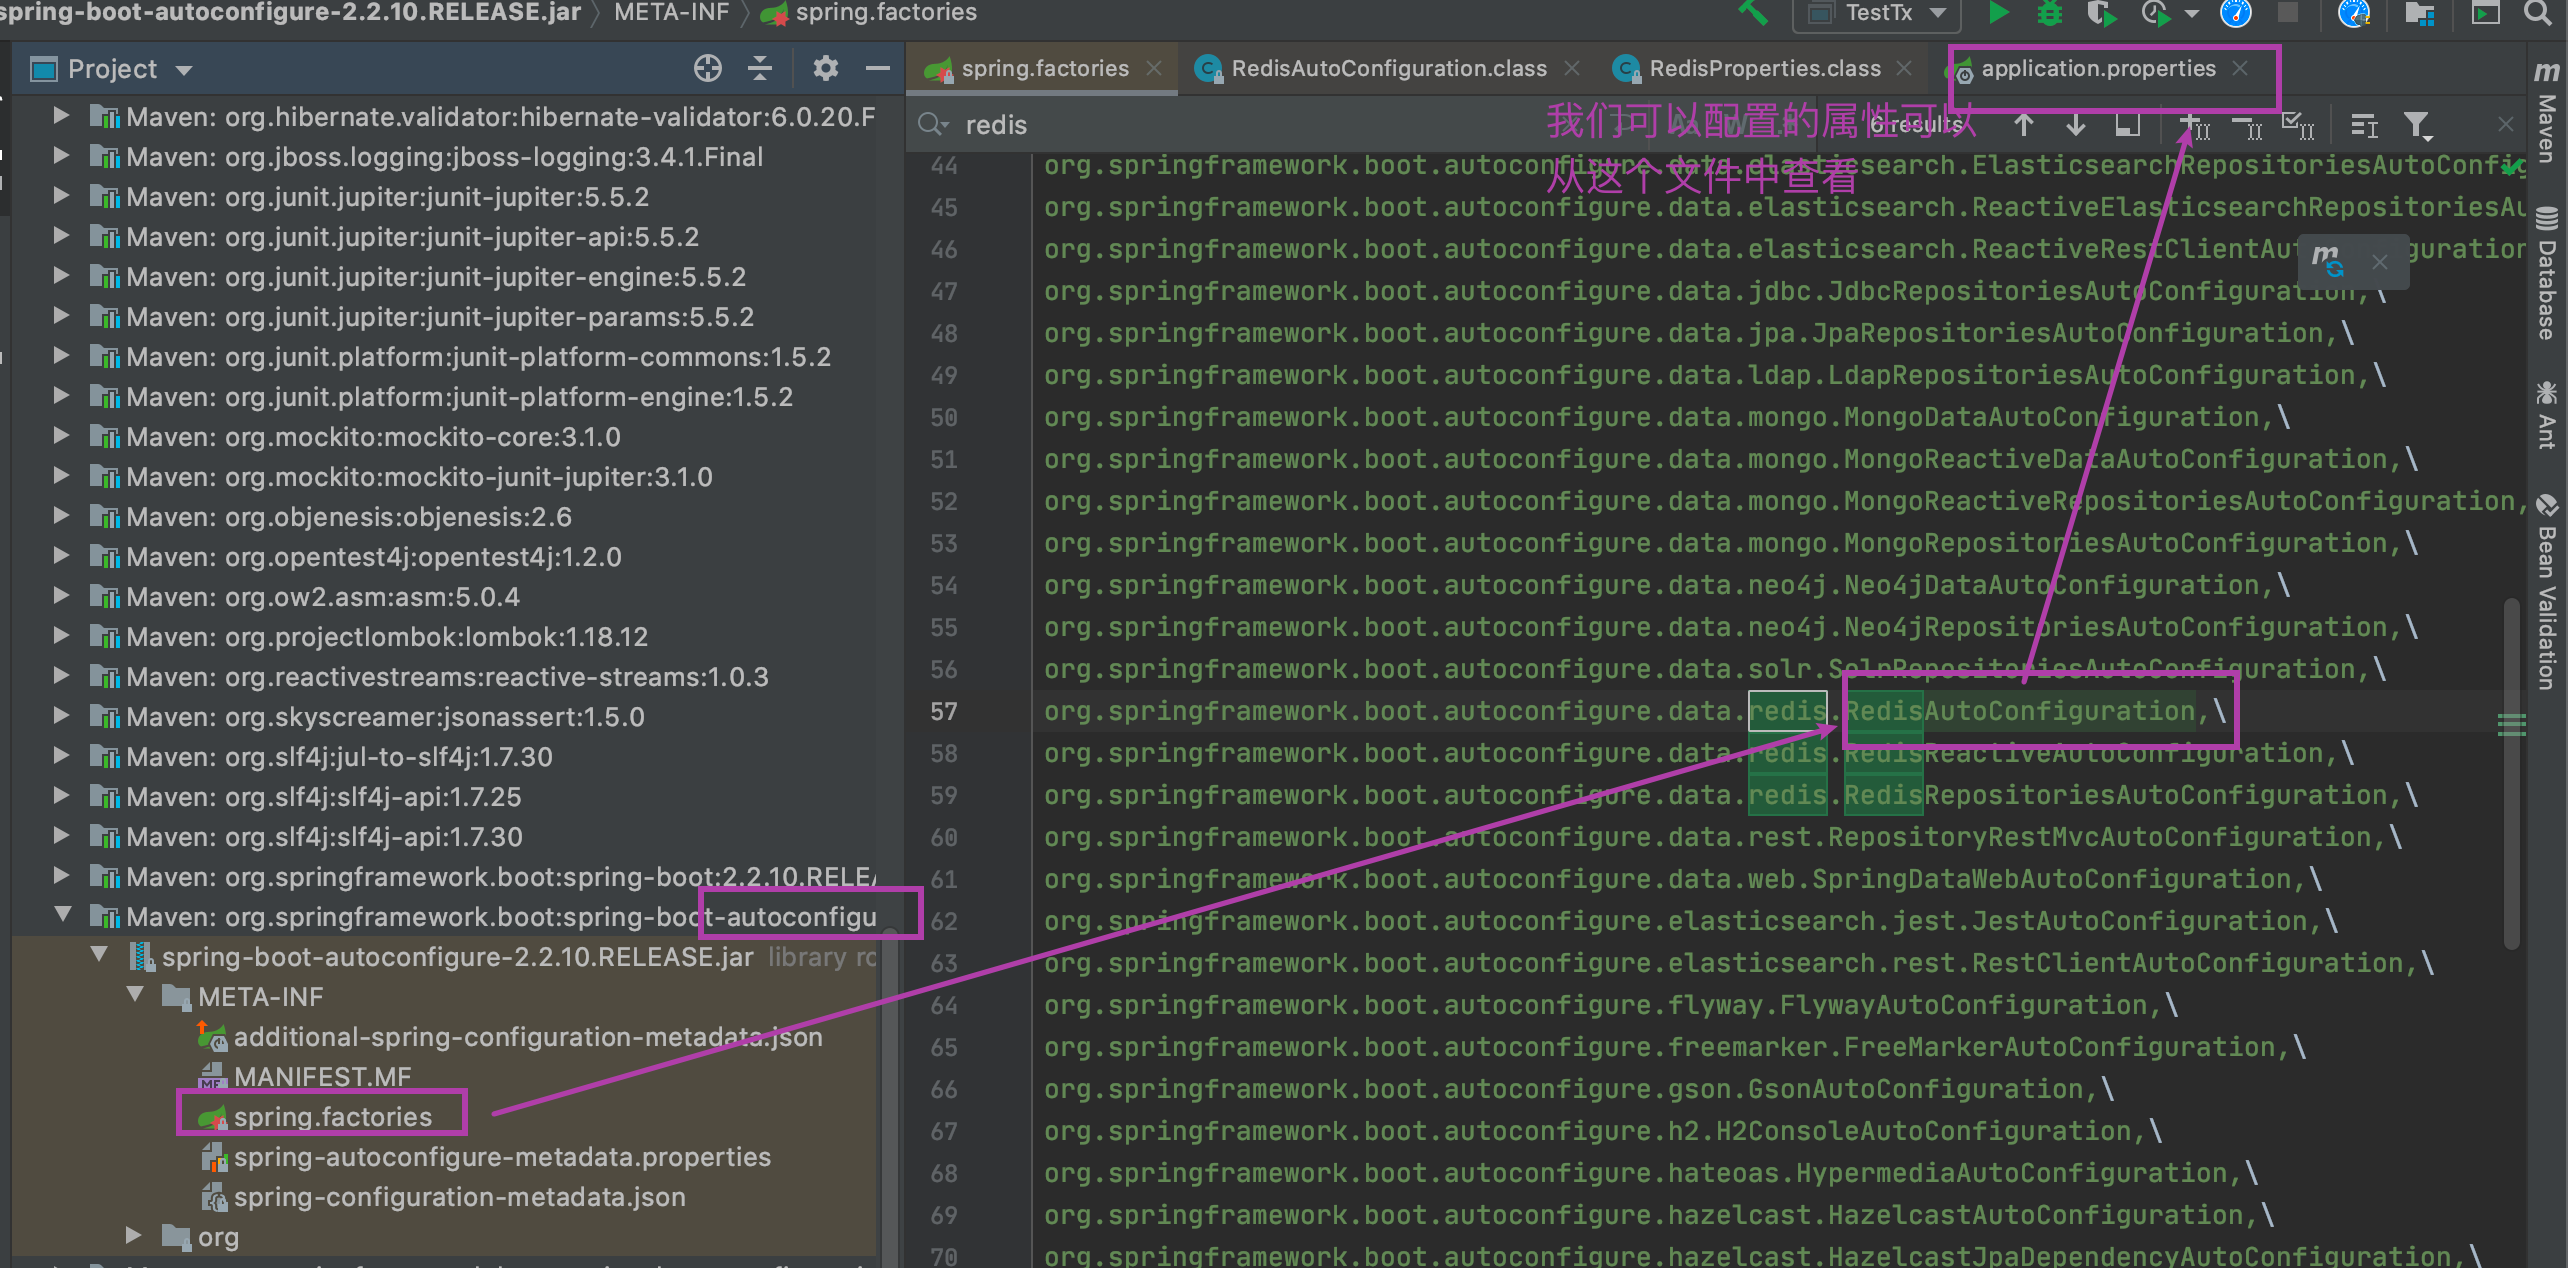 spring-boot-autoconfigure-2.2.10.RELEASE.jar META-INF spring.factories
TestTx
Project
spring.factories RedisAutoConfiguration.class RedisProperties.class application.properties
redis
6 results
我们可以配置的属性可以
从这个文件中查看
Maven: org.hibernate.validator:hibernate-validator:6.0.20.F
Maven: org.jboss.logging:jboss-logging:3.4.1.Final
Maven: org.junit.jupiter:junit-jupiter:5.5.2
Maven: org.junit.jupiter:junit-jupiter-api:5.5.2
Maven: org.junit.jupiter:junit-jupiter-engine:5.5.2
Maven: org.junit.jupiter:junit-jupiter-params:5.5.2
Maven: org.junit.platform:junit-platform-commons:1.5.2
Maven: org.junit.platform:junit-platform-engine:1.5.2
Maven: org.mockito:mockito-core:3.1.0
Maven: org.mockito:mockito-junit-jupiter:3.1.0
Maven: org.objenesis:objenesis:2.6
Maven: org.opentest4j:opentest4j:1.2.0
Maven: org.ow2.asm:asm:5.0.4
Maven: org.projectlombok:lombok:1.18.12
Maven: org.reactivestreams:reactive-streams:1.0.3
Maven: org.skyscreamer:jsonassert:1.5.0
Maven: org.slf4j:jul-to-slf4j:1.7.30
Maven: org.slf4j:slf4j-api:1.7.25
Maven: org.slf4j:slf4j-api:1.7.30
Maven: org.springframework.boot:spring-boot:2.2.10.RELEA
Maven: org.springframework.boot:spring-boot-autoconfigu
spring-boot-autoconfigure-2.2.10.RELEASE.jar library ro
META-INF
additional-spring-configuration-metadata.json
MANIFEST.MF
spring.factories
spring-autoconfigure-metadata.properties
spring-configuration-metadata.json
org
44 org.springframework.boot.autoconfigure.data.elasticsearch.ElasticsearchRepositoriesAutoConfig
45 org.springframework.boot.autoconfigure.data.elasticsearch.ReactiveElasticsearchRepositoriesAu
46 org.springframework.boot.autoconfigure.data.elasticsearch.ReactiveRestClientAutoConfiguration
47 org.springframework.boot.autoconfigure.data.jdbc.JdbcRepositoriesAutoConfiguration,\
48 org.springframework.boot.autoconfigure.data.jpa.JpaRepositoriesAutoConfiguration,\
49 org.springframework.boot.autoconfigure.data.ldap.LdapRepositoriesAutoConfiguration,\
50 org.springframework.boot.autoconfigure.data.mongo.MongoDataAutoConfiguration,\
51 org.springframework.boot.autoconfigure.data.mongo.MongoReactiveDataAutoConfiguration,\
52 org.springframework.boot.autoconfigure.data.mongo.MongoReactiveRepositoriesAutoConfiguration,
53 org.springframework.boot.autoconfigure.data.mongo.MongoRepositoriesAutoConfiguration,\
54 org.springframework.boot.autoconfigure.data.neo4j.Neo4jDataAutoConfiguration,\
55 org.springframework.boot.autoconfigure.data.neo4j.Neo4jRepositoriesAutoConfiguration,\
56 org.springframework.boot.autoconfigure.data.solr.SolrRepositoriesAutoConfiguration,\
57 org.springframework.boot.autoconfigure.data.redis.RedisAutoConfiguration,\
58 org.springframework.boot.autoconfigure.data.redis.RedisReactiveAutoConfiguration,\
59 org.springframework.boot.autoconfigure.data.redis.RedisRepositoriesAutoConfiguration,\
60 org.springframework.boot.autoconfigure.data.rest.RepositoryRestMvcAutoConfiguration,\
61 org.springframework.boot.autoconfigure.data.web.SpringDataWebAutoConfiguration,\
62 org.springframework.boot.autoconfigure.elasticsearch.jest.JestAutoConfiguration,\
63 org.springframework.boot.autoconfigure.elasticsearch.rest.RestClientAutoConfiguration,\
64 org.springframework.boot.autoconfigure.flyway.FlywayAutoConfiguration,\
65 org.springframework.boot.autoconfigure.freemarker.FreeMarkerAutoConfiguration,\
66 org.springframework.boot.autoconfigure.gson.GsonAutoConfiguration,\
67 org.springframework.boot.autoconfigure.h2.H2ConsoleAutoConfiguration,\
68 org.springframework.boot.autoconfigure.hateoas.HypermediaAutoConfiguration,\
69 org.springframework.boot.autoconfigure.hazelcast.HazelcastAutoConfiguration,\
70 org.springframework.boot.autoconfigure.hazelcast.HazelcastJpaDependencyAutoConfiguration,\
Maven
Database
Ant
Bean Validation